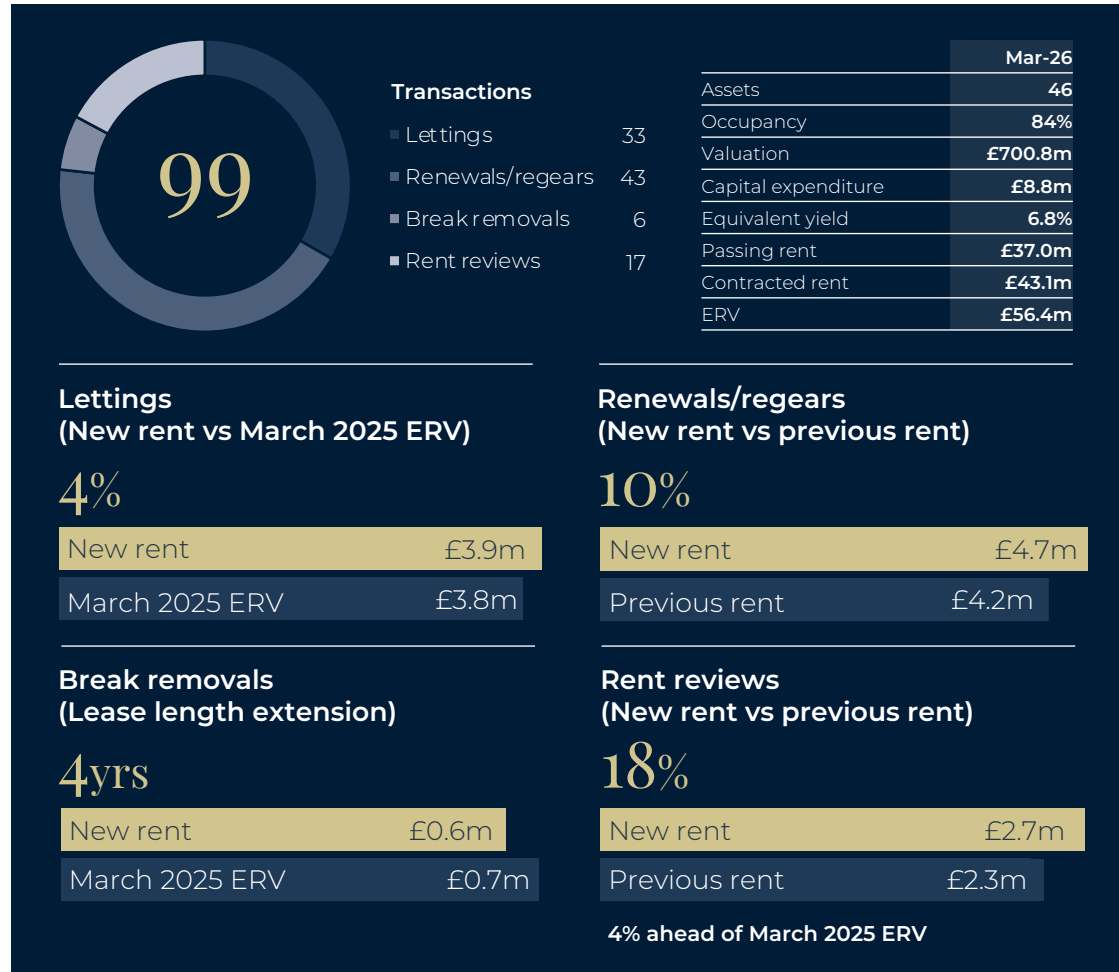 99
Transactions
Lettings 33
Renewals/regears 43
Break removals 6
Rent reviews 17
Mar-26
Assets 46
Occupancy 84%
Valuation £700.8m
Capital expenditure £8.8m
Equivalent yield 6.8%
Passing rent £37.0m
Contracted rent £43.1m
ERV £56.4m
Lettings
(New rent vs March 2025 ERV)
4%
New rent £3.9m
March 2025 ERV £3.8m
Renewals/regears
(New rent vs previous rent)
10%
New rent £4.7m
Previous rent £4.2m
Break removals
(Lease length extension)
4yrs
New rent £0.6m
March 2025 ERV £0.7m
Rent reviews
(New rent vs previous rent)
18%
New rent £2.7m
Previous rent £2.3m
4% ahead of March 2025 ERV